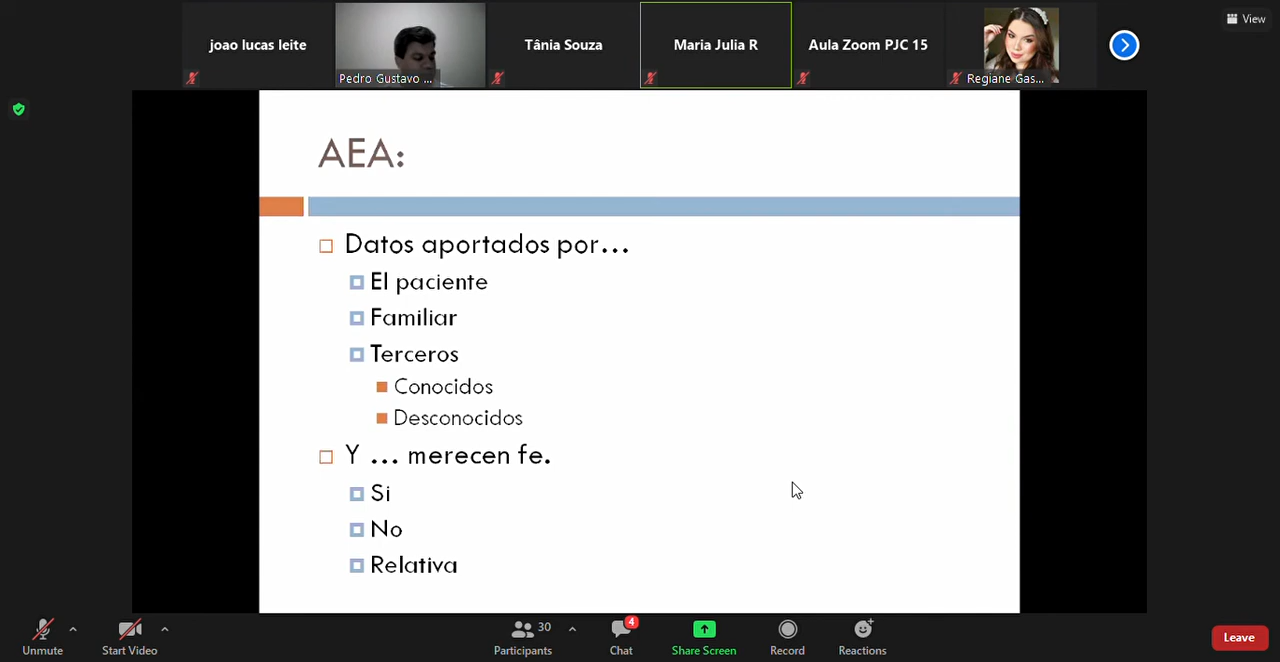 joao lucas leite
Pedro Gustavo ...
Tânia Souza
Maria Julia R
Aula Zoom PJC 15
Regiane Gas...
View
AEA:
Datos aportados por...
El paciente
Familiar
Terceros
Conocidos
Desconocidos
Y ... merecen fe.
Si
No
Relativa
Unmute
Start Video
Participants
30
Chat
4
Share Screen
Record
Reactions
Leave